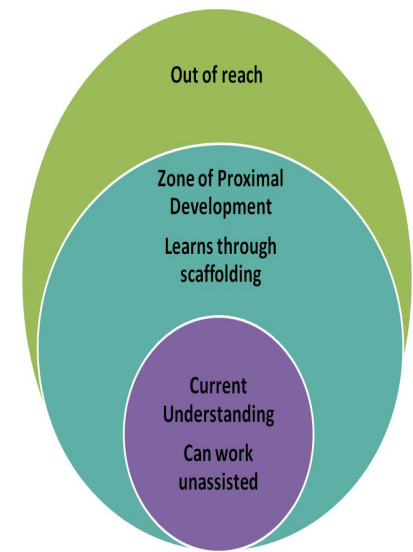 Out of reach
Zone of Proximal
Development
Learns through
scaffolding
Current
Understanding
Can work
unassisted